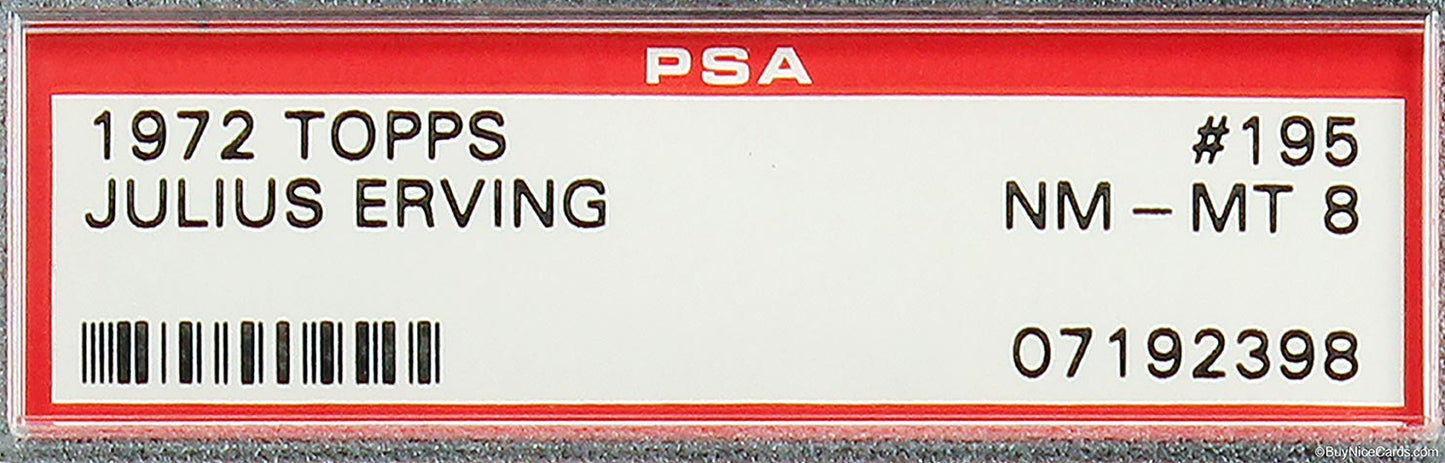 PSA
1972 TOPPS #195
JULIUS ERVING NM - MT 8
07192398
©BuyNiceCards.com